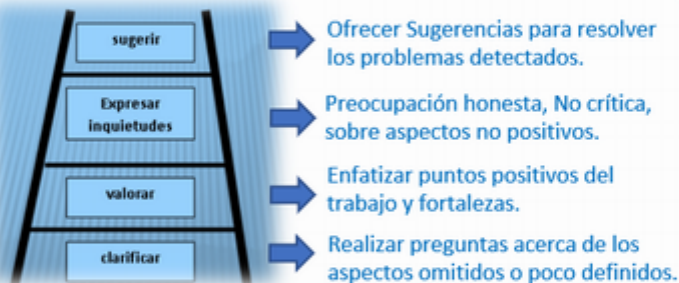 sugerir
Ofrecer Sugerencias para resolver
los problemas detectados.
Expresar
inquietudes
Preocupación honesta, No crítica,
sobre aspectos no positivos.
valorar
Enfatizar puntos positivos del
trabajo y fortalezas.
clarificar
Realizar preguntas acerca de los
aspectos omitidos o poco definidos.